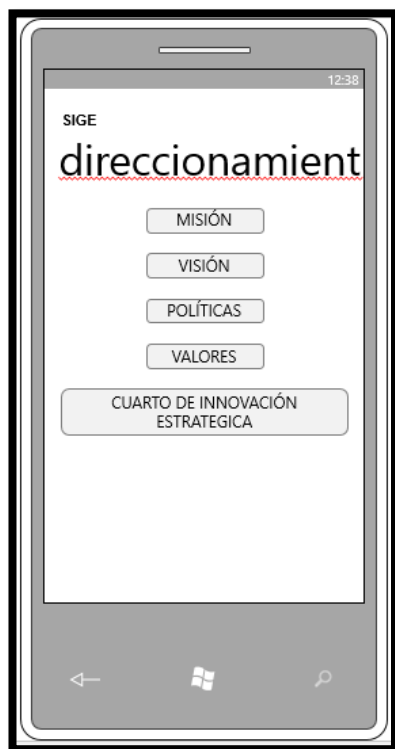 12:38
SIGE
direccionamient
MISIÓN
VISIÓN
POLÍTICAS
VALORES
CUARTO DE INNOVACIÓN
ESTRATEGICA